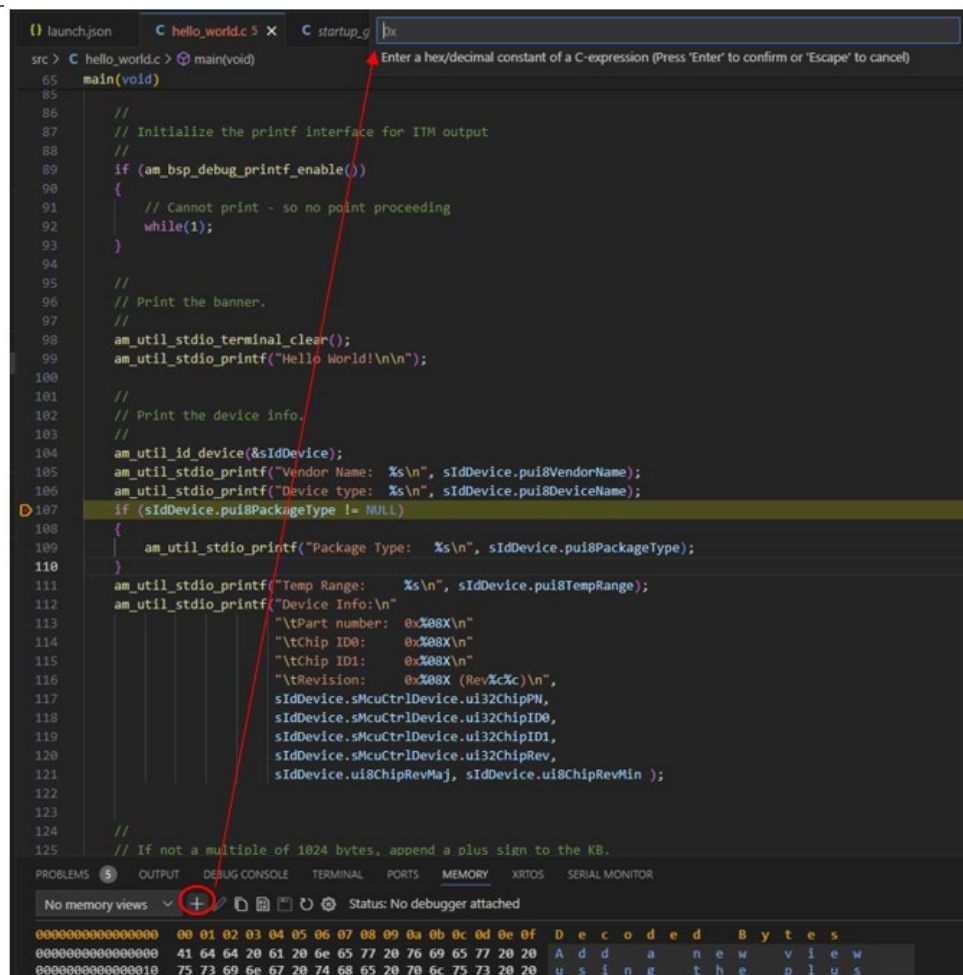 launch.json
hello_world.c 5
startup_g
0x
src > C hello_world.c > main(void)
Enter a hex/decimal constant of a C-expression (Press 'Enter' to confirm or 'Escape' to cancel)
65 main(void)
85
86 //
87 // Initialize the printf interface for ITM output
88 //
89 if (am_bsp_debug_printf_enable())
90 {
91 // Cannot print - so no point proceeding
92 while(1);
93 }
94
95 //
96 // Print the banner.
97 //
98 am_util_stdio_terminal_clear();
99 am_util_stdio_printf("Hello World!\n\n");
100
101 //
102 // Print the device info.
103 //
104 am_util_id_device(&sIdDevice);
105 am_util_stdio_printf("Vendor Name: %s\n", sIdDevice.pui8VendorName);
106 am_util_stdio_printf("Device type: %s\n", sIdDevice.pui8DeviceName);
107 if (sIdDevice.pui8PackageType != NULL)
108 {
109 am_util_stdio_printf("Package Type: %s\n", sIdDevice.pui8PackageType);
110 }
111 am_util_stdio_printf("Temp Range: %s\n", sIdDevice.pui8TempRange);
112 am_util_stdio_printf("Device Info:\n"
113 "\tPart number: 0x%08X\n"
114 "\tChip ID0: 0x%08X\n"
115 "\tChip ID1: 0x%08X\n"
116 "\tRevision: 0x%08X (Rev%c%c)\n",
117 sIdDevice.sMcuCtrlDevice.ui32ChipPN,
118 sIdDevice.sMcuCtrlDevice.ui32ChipID0,
119 sIdDevice.sMcuCtrlDevice.ui32ChipID1,
120 sIdDevice.sMcuCtrlDevice.ui32ChipRev,
121 sIdDevice.ui8ChipRevMaj, sIdDevice.ui8ChipRevMin );
122
123
124 //
125 // If not a multiple of 1024 bytes, append a plus sign to the KB.
PROBLEMS 5 OUTPUT DEBUG CONSOLE TERMINAL PORTS MEMORY XRTOS SERIAL MONITOR
No memory views Status: No debugger attached
0000000000000000 00 01 02 03 04 05 06 07 08 09 0a 0b 0c 0d 0e 0f D e c o d e d B y t e s
0000000000000000 41 64 64 20 61 20 6e 65 77 20 76 69 65 77 20 20 A d d a n e w v i e w
0000000000000010 75 73 69 6e 67 20 74 68 65 20 70 6c 75 73 20 20 u s i n g t h e p l u s